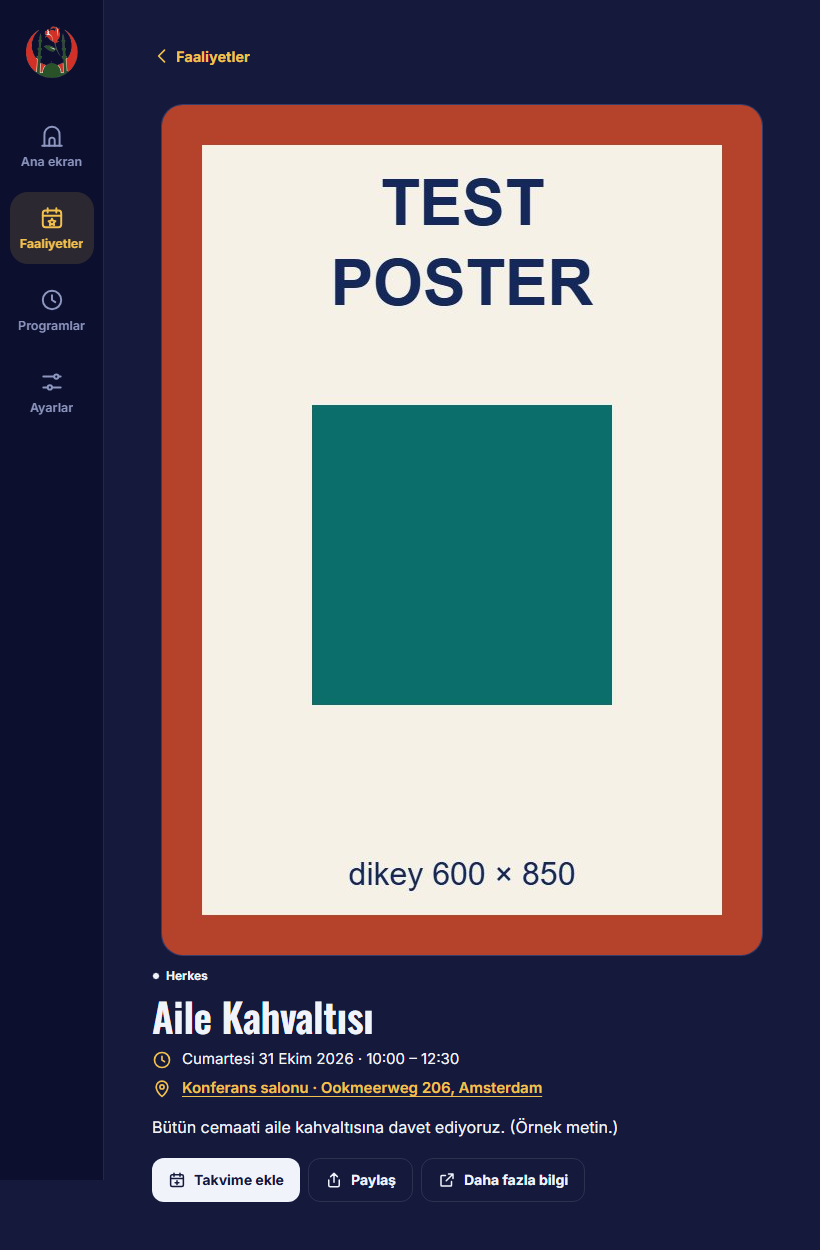 Faaliyetler
Ana ekran
Faaliyetler
Programlar
Ayarlar
TEST
POSTER
dikey 600 × 850
Herkes
Aile Kahvaltısı
Cumartesi 31 Ekim 2026 · 10:00 – 12:30
Konferans salonu · Ookmeerweg 206, Amsterdam
Bütün cemaati aile kahvaltısına davet ediyoruz. (Örnek metin.)
Takvime ekle
Paylaş
Daha fazla bilgi